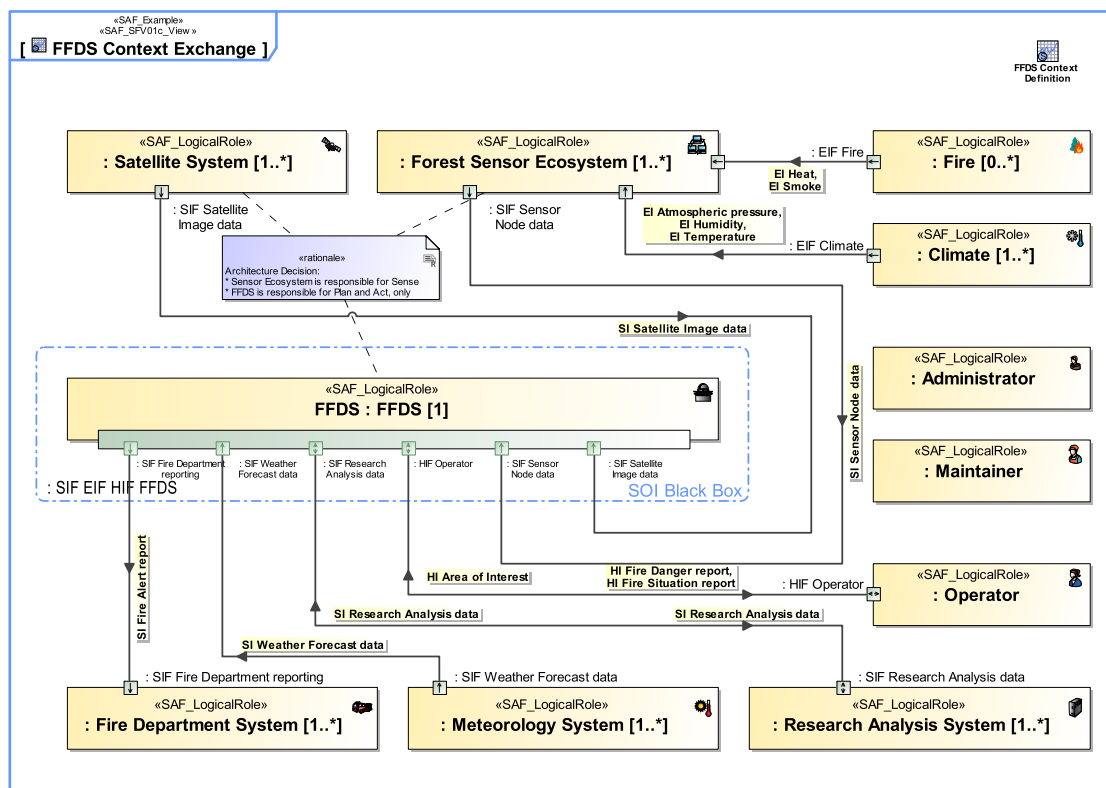 «SAF_Example»
«SAF_SFV01c_View»
[ FFDS Context Exchange ]
FFDS Context
Definition
«SAF_LogicalRole»
: Satellite System [1..*]
«SAF_LogicalRole»
: Forest Sensor Ecosystem [1..*]
«SAF_LogicalRole»
: Fire [0..*]
: EIF Fire
EI Heat,
EI Smoke
: SIF Satellite
Image data
: SIF Sensor
Node data
EI Atmospheric pressure,
EI Humidity,
EI Temperature
: EIF Climate
«SAF_LogicalRole»
: Climate [1..*]
«rationale»
Architecture Decision:
* Sensor Ecosystem is responsible for Sense
* FFDS is responsible for Plan and Act, only
SI Satellite Image data
SI Sensor Node data
«SAF_LogicalRole»
: Administrator
«SAF_LogicalRole»
FFDS : FFDS [1]
«SAF_LogicalRole»
: Maintainer
: SIF Fire Department
reporting
: SIF Weather
Forecast data
: SIF Research
Analysis data
: HIF Operator
: SIF Sensor
Node data
: SIF Satellite
Image data
: SIF EIF HIF FFDS
SOI Black Box
SI Fire Alert report
HI Area of Interest
HI Fire Danger report,
HI Fire Situation report
: HIF Operator
«SAF_LogicalRole»
: Operator
SI Research Analysis data
SI Research Analysis data
SI Weather Forecast data
: SIF Fire Department reporting
: SIF Weather Forecast data
: SIF Research Analysis data
«SAF_LogicalRole»
: Fire Department System [1..*]
«SAF_LogicalRole»
: Meteorology System [1..*]
«SAF_LogicalRole»
: Research Analysis System [1..*]